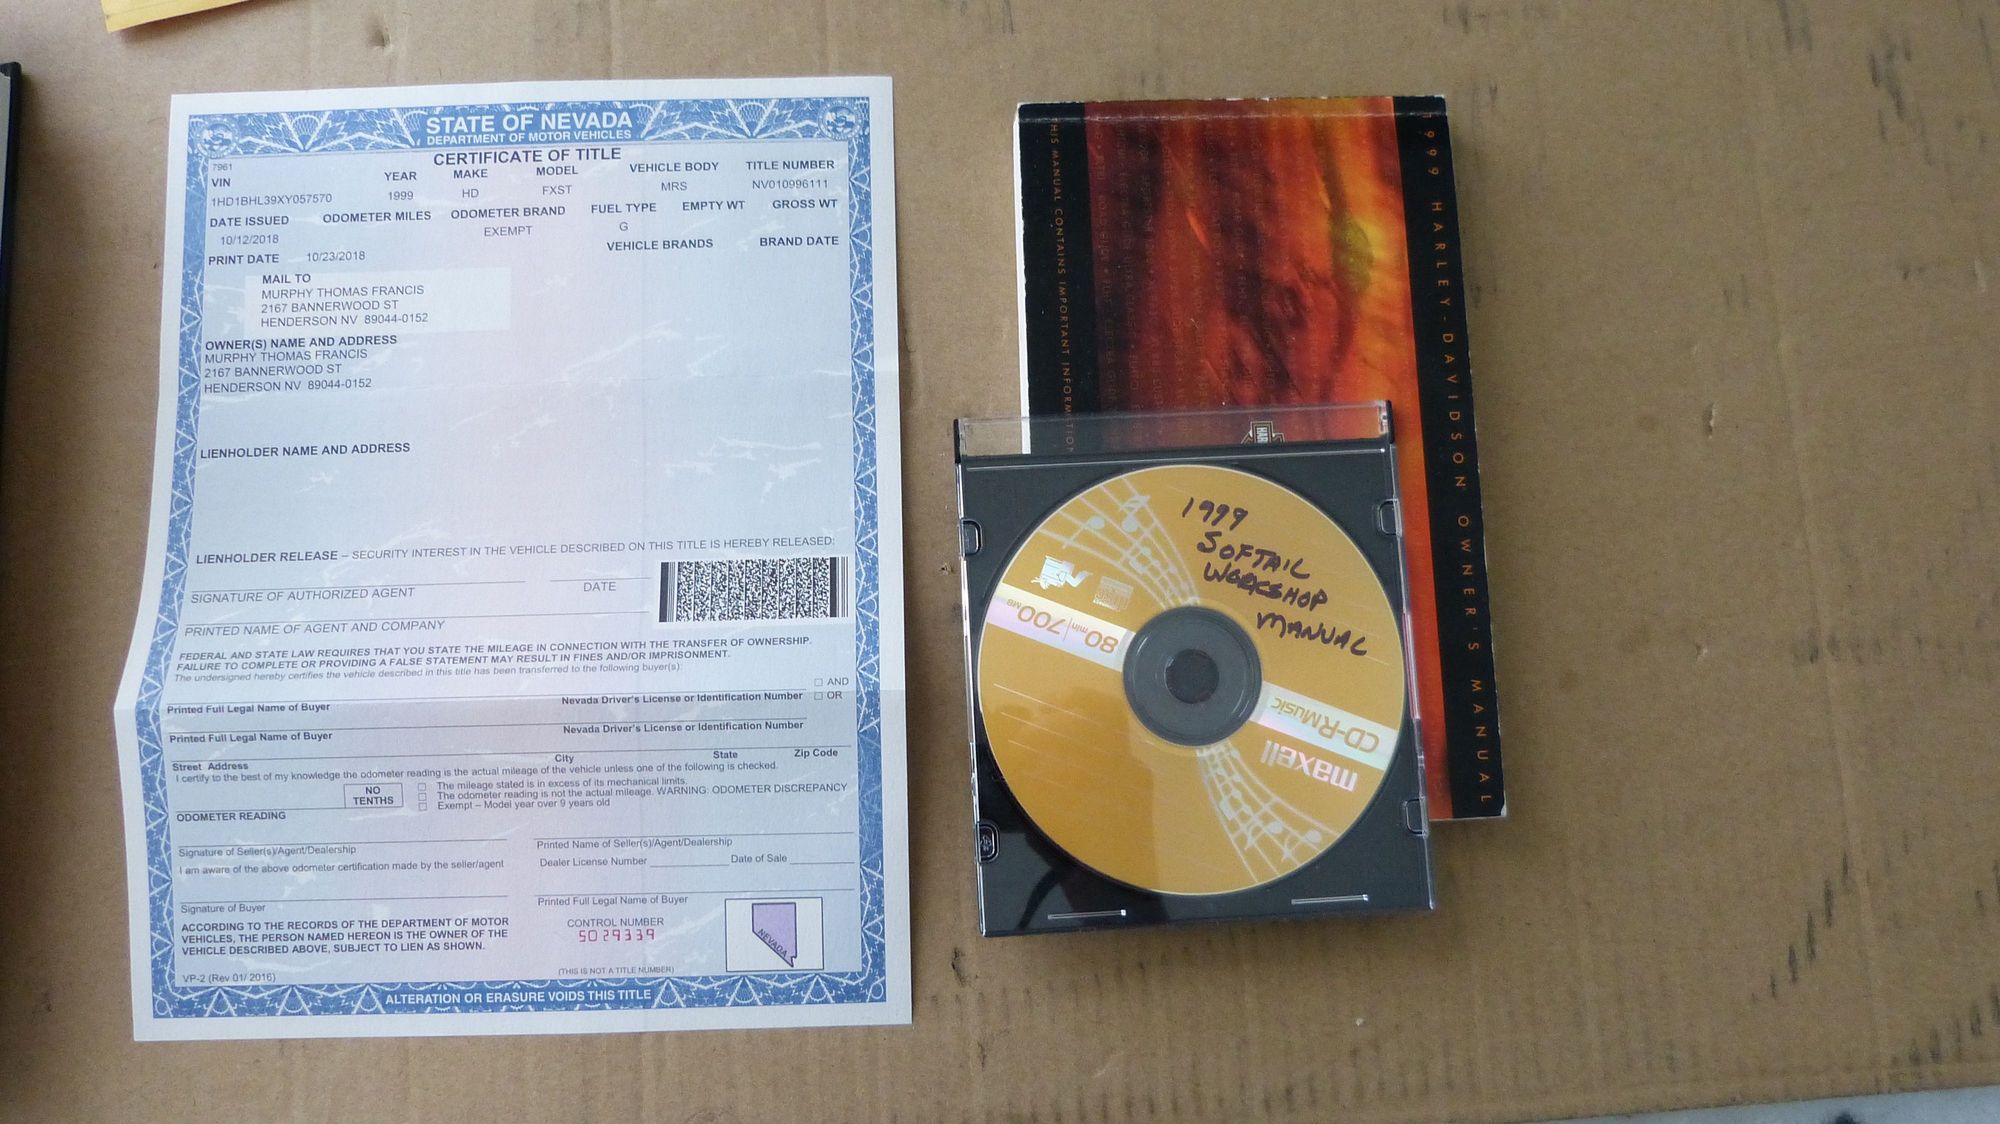 STATE OF NEVADA
DEPARTMENT OF MOTOR VEHICLES
CERTIFICATE OF TITLE
7961
VIN YEAR MAKE MODEL VEHICLE BODY TITLE NUMBER
1HD1BHL39XY057570 1999 HD FXST MRS NV010996111
DATE ISSUED ODOMETER MILES ODOMETER BRAND FUEL TYPE EMPTY WT GROSS WT
10/12/2018 EXEMPT G
VEHICLE BRANDS BRAND DATE
PRINT DATE 10/23/2018
MAIL TO
MURPHY THOMAS FRANCIS
2167 BANNERWOOD ST
HENDERSON NV 89044-0152
OWNER(S) NAME AND ADDRESS
MURPHY THOMAS FRANCIS
2167 BANNERWOOD ST
HENDERSON NV 89044-0152
LIENHOLDER NAME AND ADDRESS
LIENHOLDER RELEASE – SECURITY INTEREST IN THE VEHICLE DESCRIBED ON THIS TITLE IS HEREBY RELEASED:
SIGNATURE OF AUTHORIZED AGENT DATE
PRINTED NAME OF AGENT AND COMPANY
FEDERAL AND STATE LAW REQUIRES THAT YOU STATE THE MILEAGE IN CONNECTION WITH THE TRANSFER OF OWNERSHIP.
FAILURE TO COMPLETE OR PROVIDING A FALSE STATEMENT MAY RESULT IN FINES AND/OR IMPRISONMENT.
The undersigned hereby certifies the vehicle described in this title has been transferred to the following buyer(s):
AND
OR
Printed Full Legal Name of Buyer Nevada Driver's License or Identification Number
Printed Full Legal Name of Buyer Nevada Driver's License or Identification Number
Street Address City State Zip Code
I certify to the best of my knowledge the odometer reading is the actual mileage of the vehicle unless one of the following is checked.
NO TENTHS
The mileage stated is in excess of its mechanical limits.
The odometer reading is not the actual mileage. WARNING: ODOMETER DISCREPANCY
Exempt – Model year over 9 years old
ODOMETER READING
Signature of Seller(s)/Agent/Dealership Printed Name of Seller(s)/Agent/Dealership
I am aware of the above odometer certification made by the seller/agent Dealer License Number Date of Sale
Signature of Buyer Printed Full Legal Name of Buyer
ACCORDING TO THE RECORDS OF THE DEPARTMENT OF MOTOR
VEHICLES, THE PERSON NAMED HEREON IS THE OWNER OF THE
VEHICLE DESCRIBED ABOVE, SUBJECT TO LIEN AS SHOWN.
CONTROL NUMBER
5029339
NEVADA
VP-2 (Rev 01/ 2016)
(THIS IS NOT A TITLE NUMBER)
ALTERATION OR ERASURE VOIDS THIS TITLE
1999 HARLEY-DAVIDSON OWNER'S MANUAL
THIS MANUAL CONTAINS IMPORTANT INFORMATION
HAR
1999
SOFTAIL
WORKSHOP
MANUAL
maxell
CD-R Music
80min/700MB